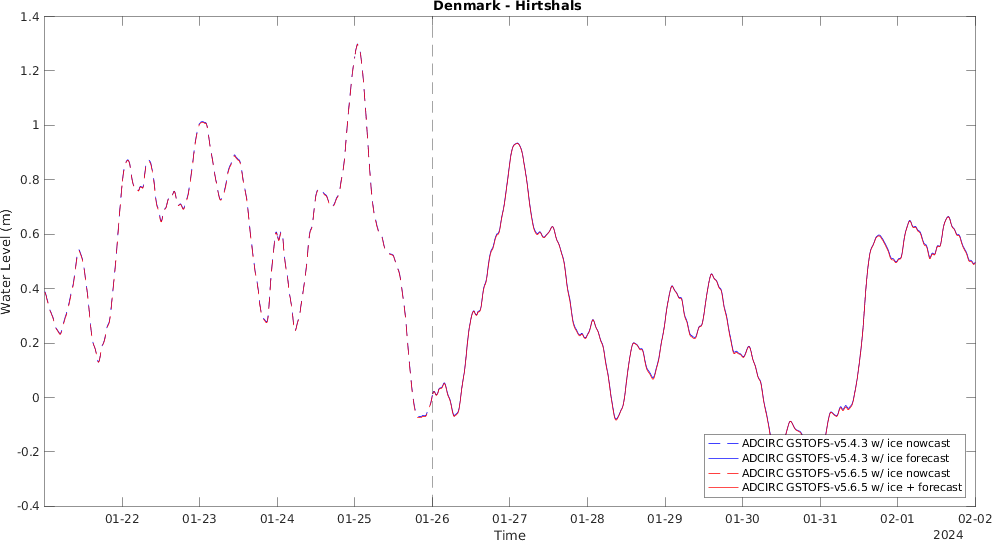 Denmark - Hirtshals
1.4
1.2
1
0.8
0.6
0.4
0.2
0
-0.2
-0.4
Water Level (m)
ADCIRC GSTOFS-v5.4.3 w/ ice nowcast
ADCIRC GSTOFS-v5.4.3 w/ ice forecast
ADCIRC GSTOFS-v5.6.5 w/ ice nowcast
ADCIRC GSTOFS-v5.6.5 w/ ice + forecast
01-22 01-23 01-24 01-25 01-26 01-27 01-28 01-29 01-30 01-31 02-01 02-02
Time
2024